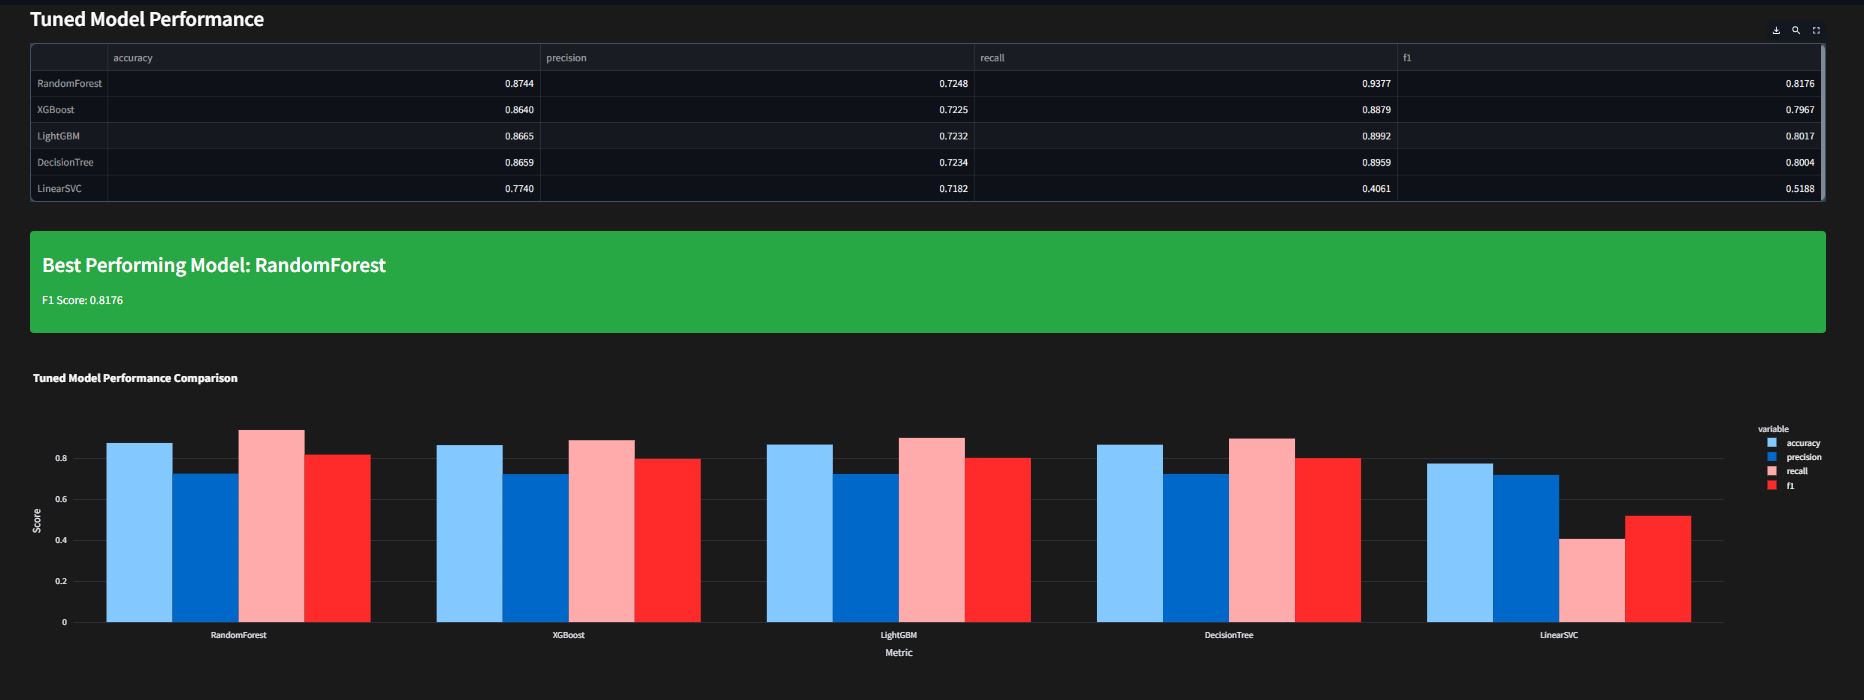 Tuned Model Performance
accuracy precision recall f1
RandomForest 0.8744 0.7248 0.9377 0.8176
XGBoost 0.8640 0.7225 0.8879 0.7967
LightGBM 0.8665 0.7232 0.8992 0.8017
DecisionTree 0.8659 0.7234 0.8959 0.8004
LinearSVC 0.7740 0.7182 0.4061 0.5188
Best Performing Model: RandomForest
F1 Score: 0.8176
Tuned Model Performance Comparison
variable
accuracy
precision
recall
f1
Score
0.8
0.6
0.4
0.2
0
RandomForest XGBoost LightGBM DecisionTree LinearSVC
Metric